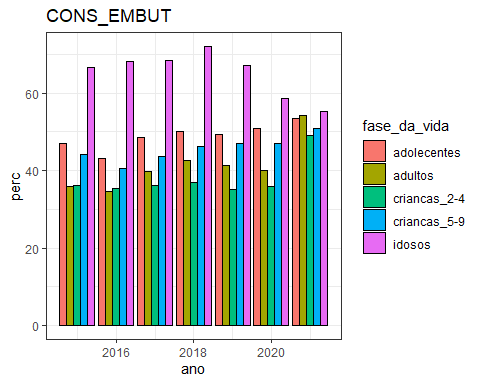 CONS_EMBUT
60
40
20
0
perc
2016 2018 2020
ano
fase_da_vida
adolecentes
adultos
criancas_2-4
criancas_5-9
idosos